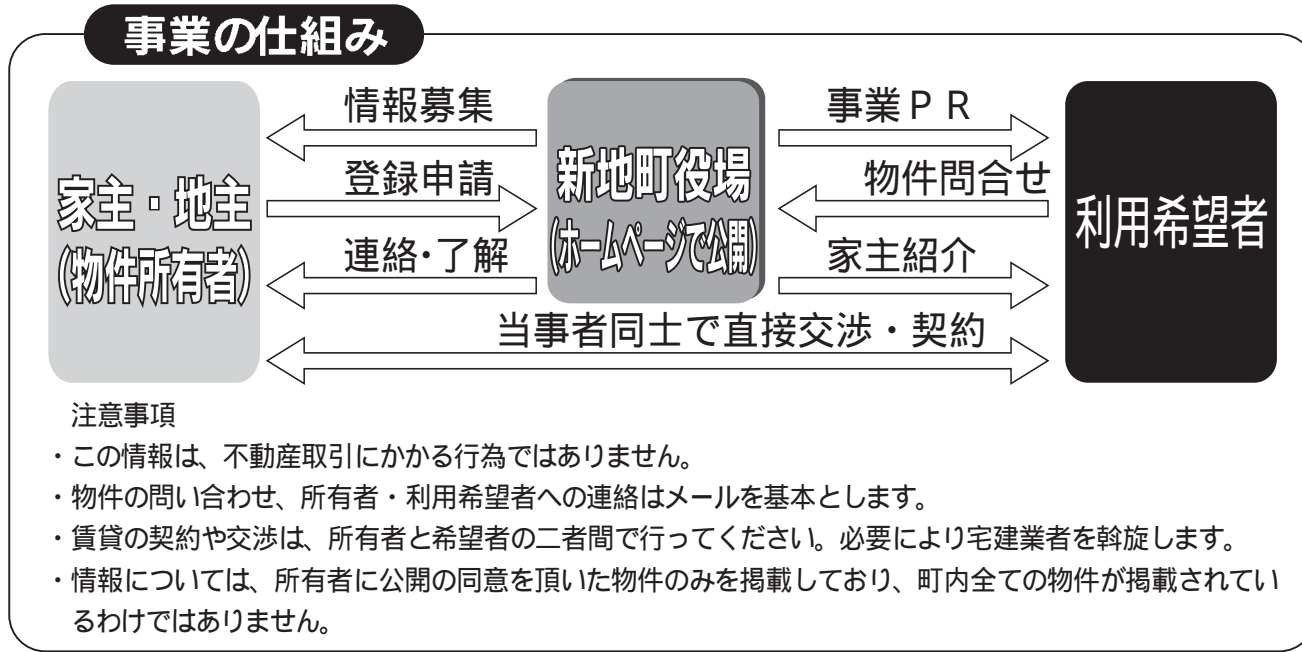 事業の仕組み
情報募集
事業ＰＲ
登録申請
物件問合せ
家主・地主
(物件所有者)
新地町役場
(ホームページで公開)
利用希望者
連絡・了解
家主紹介
当事者同士で直接交渉・契約
注意事項
・この情報は、不動産取引にかかる行為ではありません。
・物件の問い合わせ、所有者・利用希望者への連絡はメールを基本とします。
・賃貸の契約や交渉は、所有者と希望者の二者間で行ってください。必要により宅建業者を斡旋します。
・情報については、所有者に公開の同意を頂いた物件のみを掲載しており、町内全ての物件が掲載されてい
るわけではありません。